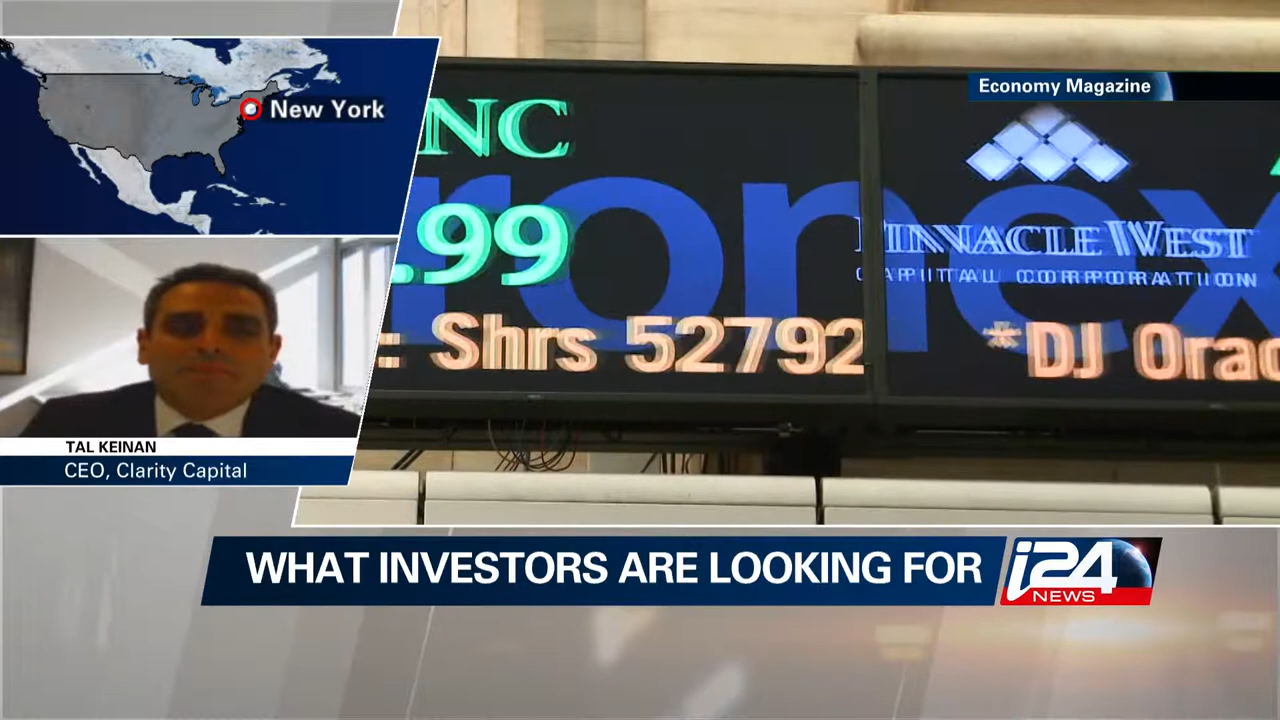 New York
Economy Magazine
NC
.99
: Shrs 52792
ronex
PINNACLE WEST
CAPITAL CORPORATION
*DJ Orac
TAL KEINAN
CEO, Clarity Capital
WHAT INVESTORS ARE LOOKING FOR
i24
NEWS